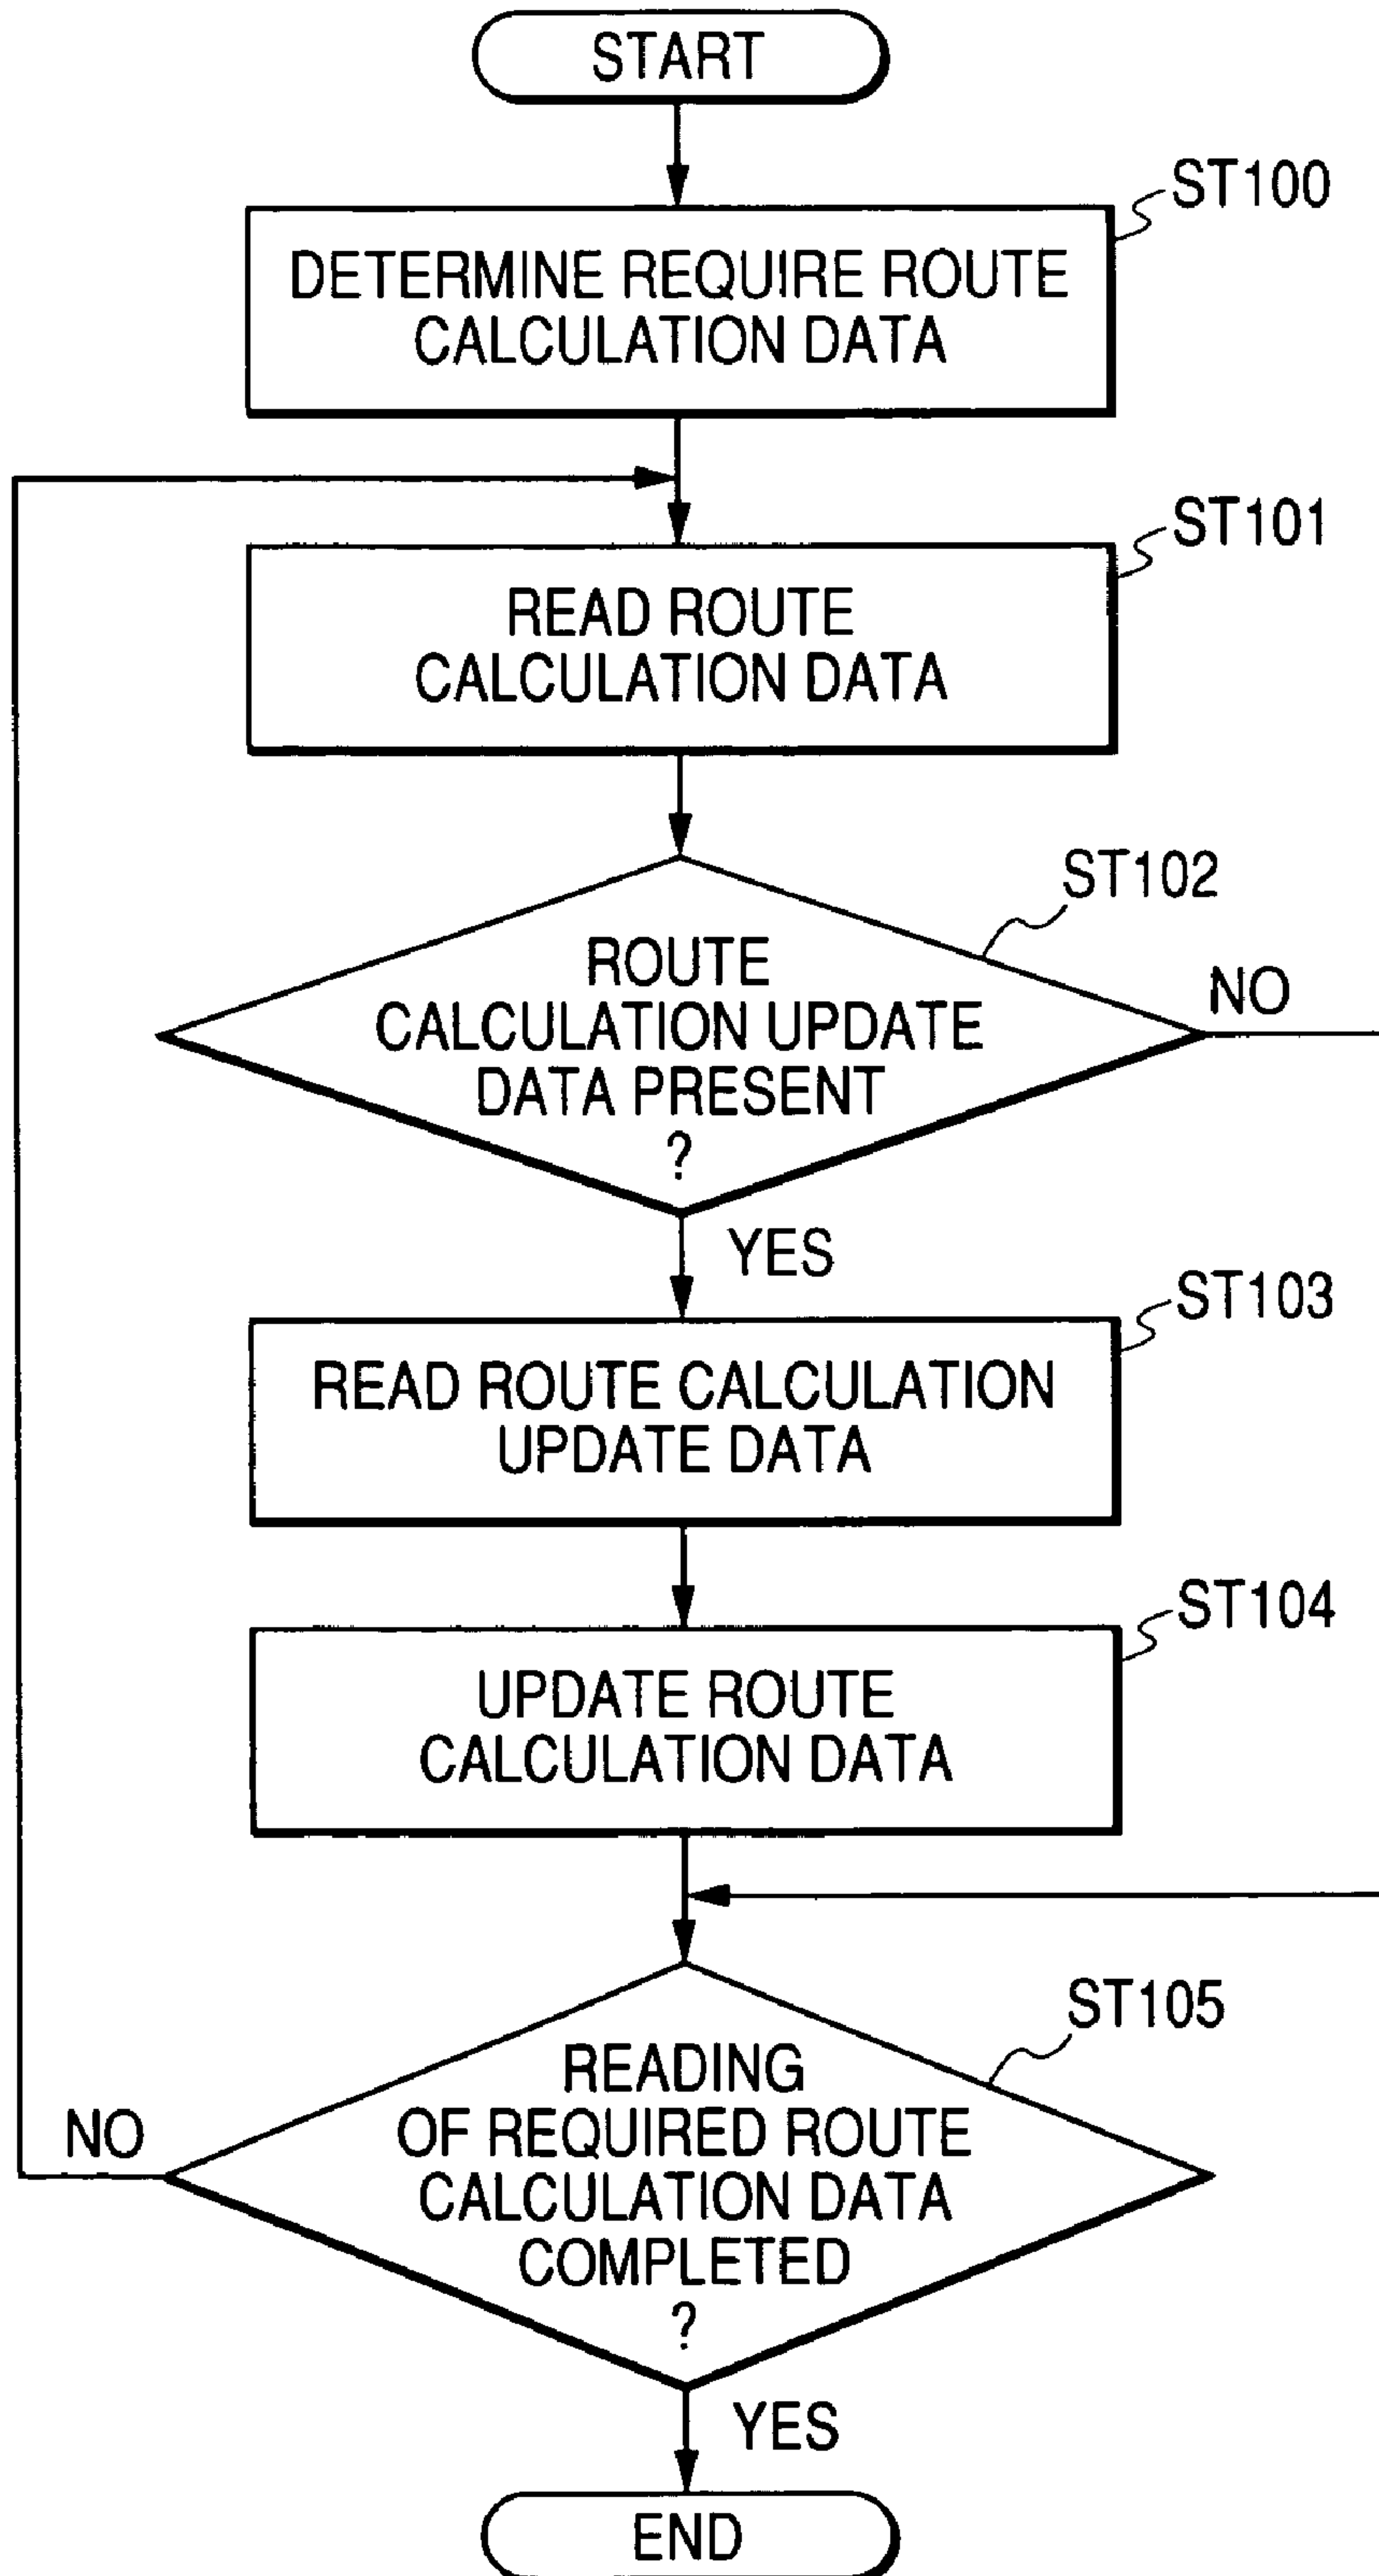 START
ST100
DETERMINE REQUIRE ROUTE
CALCULATION DATA
ST101
READ ROUTE
CALCULATION DATA
ST102
ROUTE
CALCULATION UPDATE
DATA PRESENT
?
NO
YES
ST103
READ ROUTE CALCULATION
UPDATE DATA
ST104
UPDATE ROUTE
CALCULATION DATA
ST105
READING
OF REQUIRED ROUTE
CALCULATION DATA
COMPLETED
?
NO
YES
END